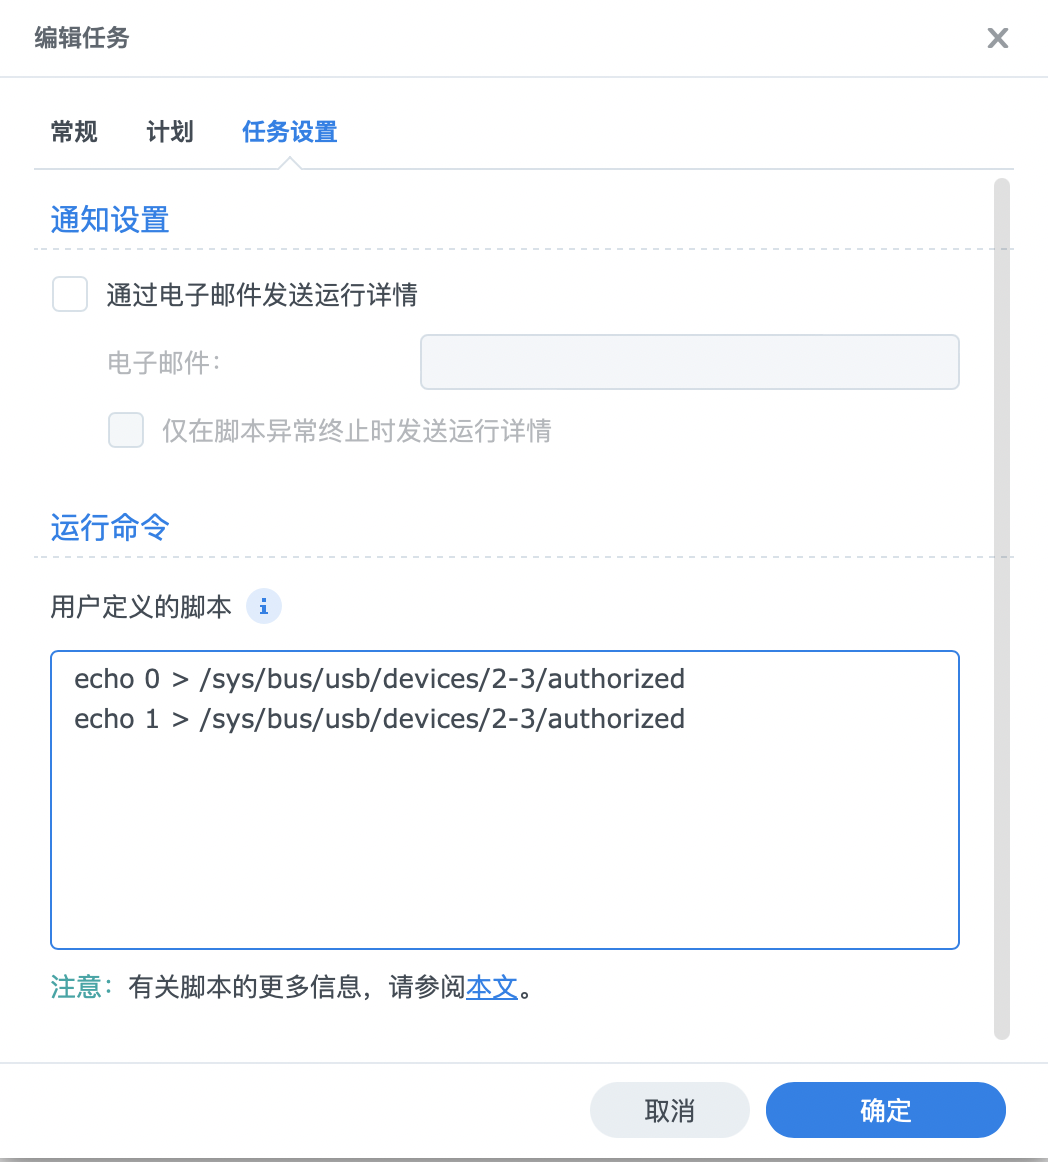 编辑任务
常规 计划 任务设置
通知设置
通过电子邮件发送运行详情
电子邮件：
仅在脚本异常终止时发送运行详情
运行命令
用户定义的脚本
echo 0 > /sys/bus/usb/devices/2-3/authorized
echo 1 > /sys/bus/usb/devices/2-3/authorized
注意：有关脚本的更多信息，请参阅本文。
取消 确定